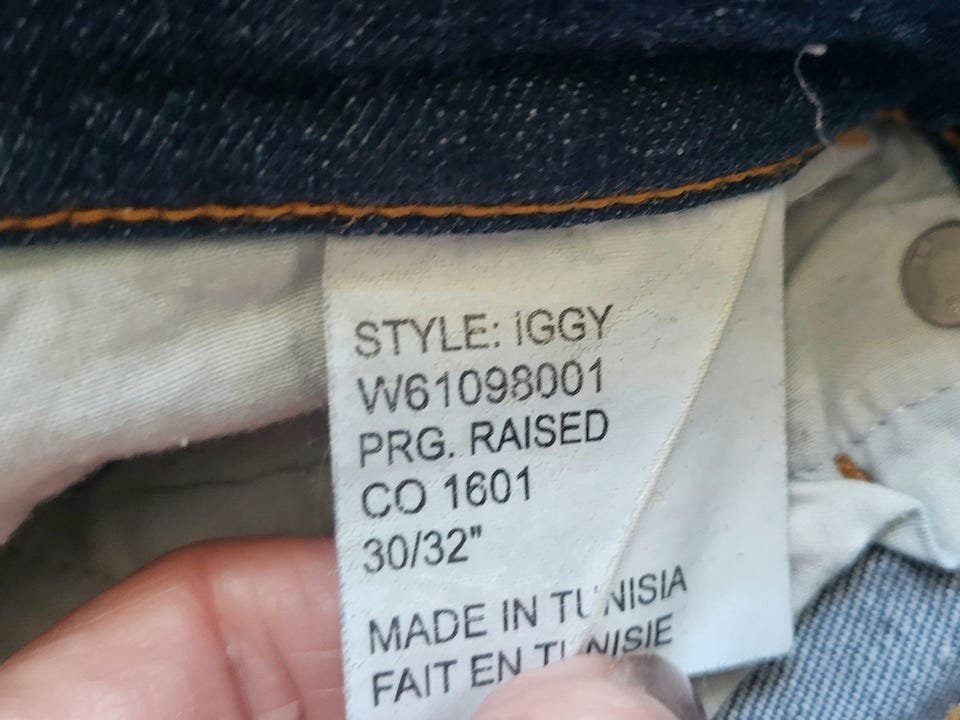 STYLE: iGGY
W61098001
PRG. RAISED
CO 1601
30/32"
MADE IN TUNISIA
FAIT EN TUNISIE